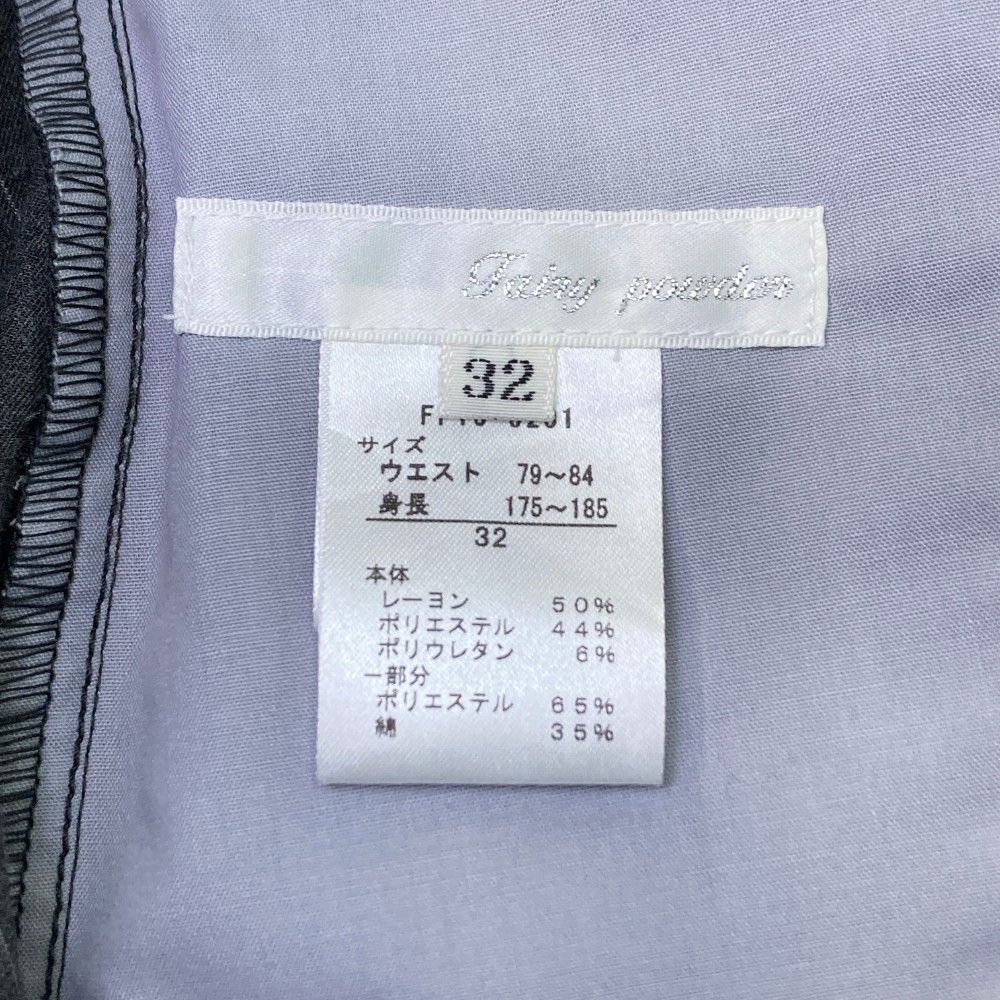 Fairy powder
32
サイズ
ウエスト 79～84
身長 175～185
32
本体
レーヨン 50%
ポリエステル 44%
ポリウレタン 6%
一部分
ポリエステル 65%
綿 35%